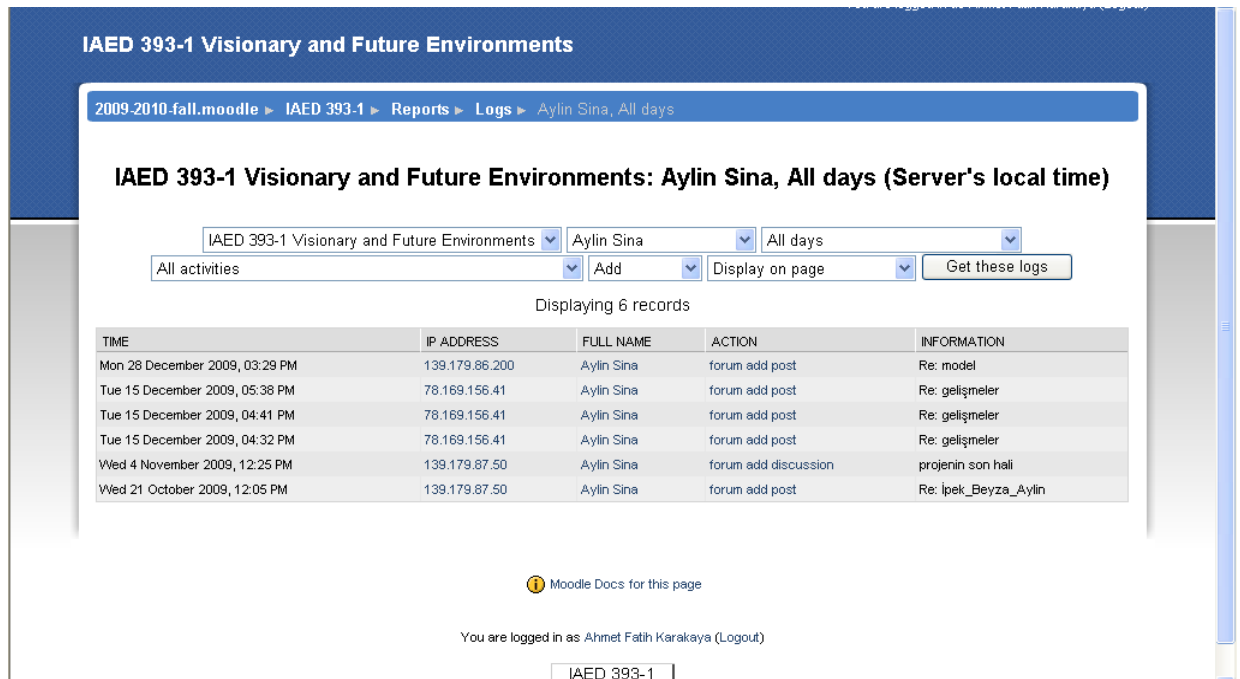 You are logged in as Ahmet Fatih Karakaya (Logout)
IAED 393-1 Visionary and Future Environments
2009-2010-fall.moodle ► IAED 393-1 ► Reports ► Logs ► Aylin Sina, All days
IAED 393-1 Visionary and Future Environments: Aylin Sina, All days (Server's local time)
IAED 393-1 Visionary and Future Environments Aylin Sina All days
All activities Add Display on page Get these logs
Displaying 6 records
TIME IP ADDRESS FULL NAME ACTION INFORMATION
Mon 28 December 2009, 03:29 PM 139.179.86.200 Aylin Sina forum add post Re: model
Tue 15 December 2009, 05:38 PM 78.169.156.41 Aylin Sina forum add post Re: gelişmeler
Tue 15 December 2009, 04:41 PM 78.169.156.41 Aylin Sina forum add post Re: gelişmeler
Tue 15 December 2009, 04:32 PM 78.169.156.41 Aylin Sina forum add post Re: gelişmeler
Wed 4 November 2009, 12:25 PM 139.179.87.50 Aylin Sina forum add discussion projenin son hali
Wed 21 October 2009, 12:05 PM 139.179.87.50 Aylin Sina forum add post Re: İpek_Beyza_Aylin
Moodle Docs for this page
You are logged in as Ahmet Fatih Karakaya (Logout)
IAED 393-1